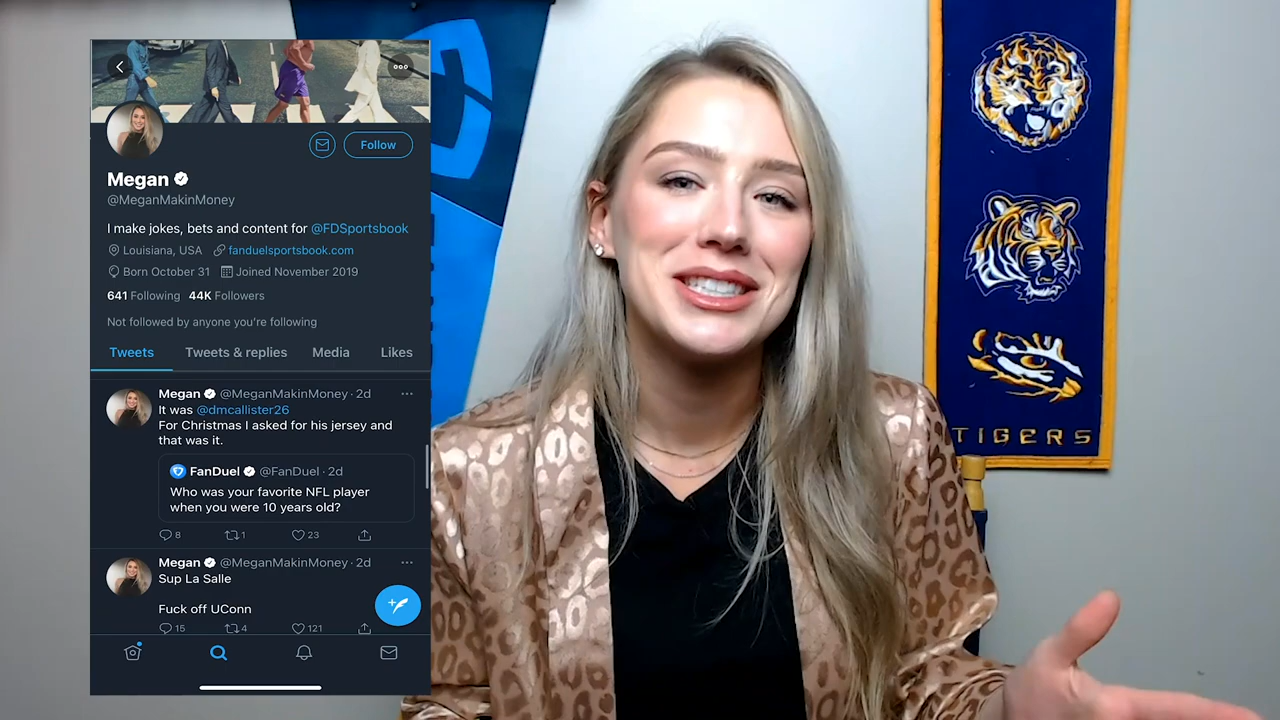 Follow
Megan
@MeganMakinMoney
I make jokes, bets and content for @FDSportsbook
Louisiana, USA fanduelsportsbook.com
Born October 31 Joined November 2019
641 Following 44K Followers
Not followed by anyone you're following
Tweets Tweets & replies Media Likes
Megan @MeganMakinMoney · 2d
It was @dmcallister26
For Christmas I asked for his jersey and
that was it.
FanDuel @FanDuel · 2d
Who was your favorite NFL player
when you were 10 years old?
8 1 23
Megan @MeganMakinMoney · 2d
Sup La Salle
Fuck off UConn
15 4 121
TIGERS